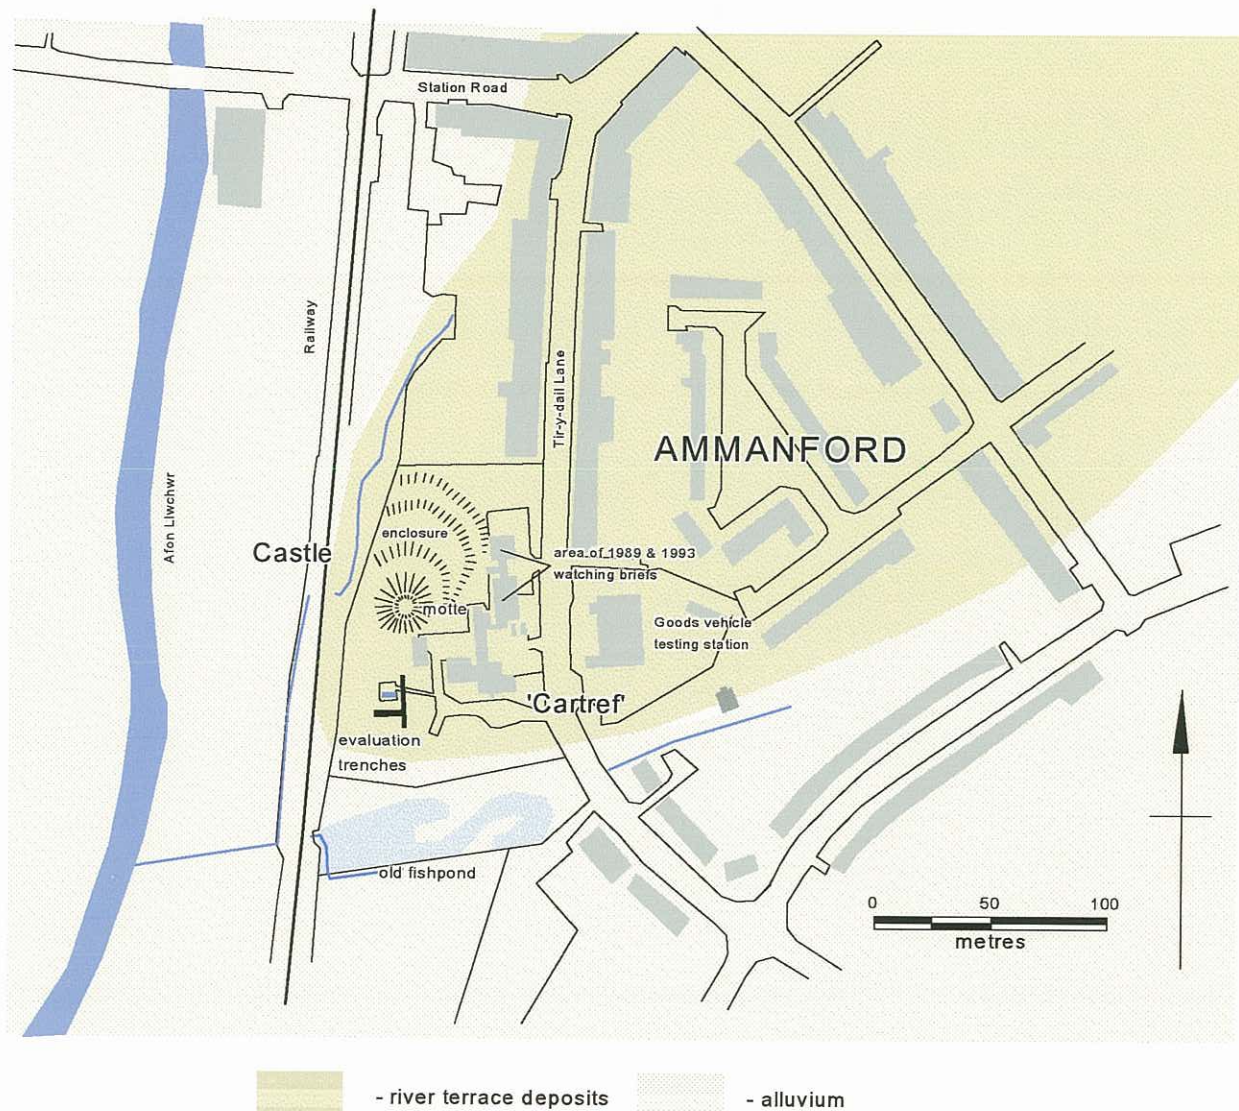 Station Road
Railway
Tir-y-dail Lane
AMMANFORD
Afon Llwchwr
enclosure
Castle
area of 1989 & 1993
watching briefs
motte
Goods vehicle
testing station
'Cartref'
evaluation
trenches
old fishpond
0 50 100
metres
- river terrace deposits
- alluvium